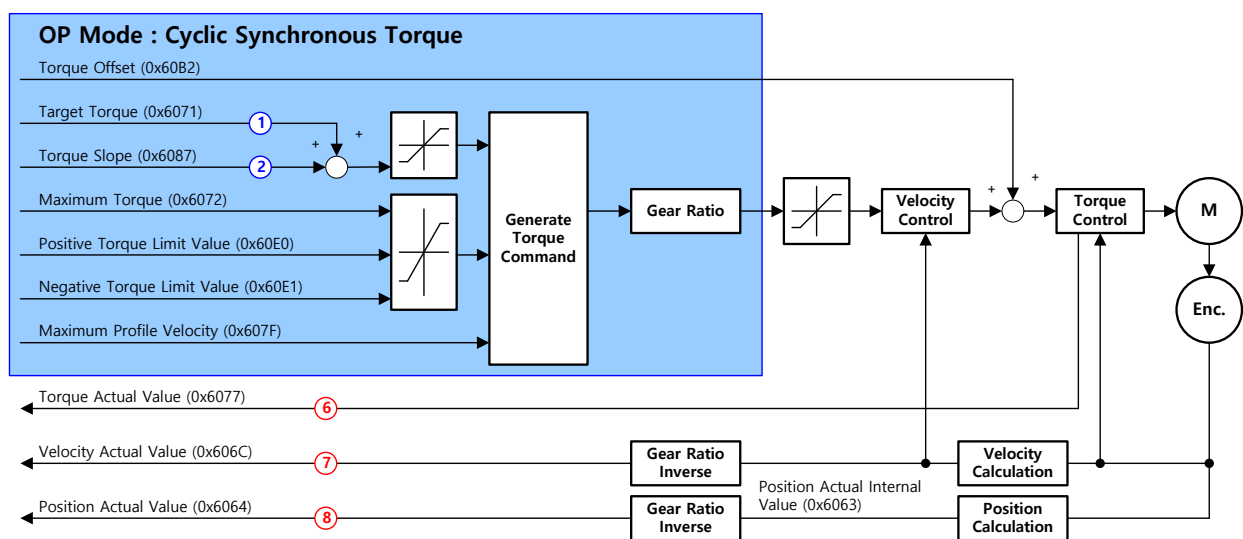 OP Mode : Cyclic Synchronous Torque
Torque Offset (0x60B2)
Target Torque (0x6071)
1
+
+
Torque Slope (0x6087)
2
Maximum Torque (0x6072)
Positive Torque Limit Value (0x60E0)
Negative Torque Limit Value (0x60E1)
Maximum Profile Velocity (0x607F)
Generate
Torque
Command
Gear Ratio
Velocity
Control
+
+
Torque
Control
M
Enc.
Torque Actual Value (0x6077)
6
Velocity Actual Value (0x606C)
7
Gear Ratio
Inverse
Velocity
Calculation
Position Actual Value (0x6064)
8
Gear Ratio
Inverse
Position Actual Internal
Value (0x6063)
Position
Calculation